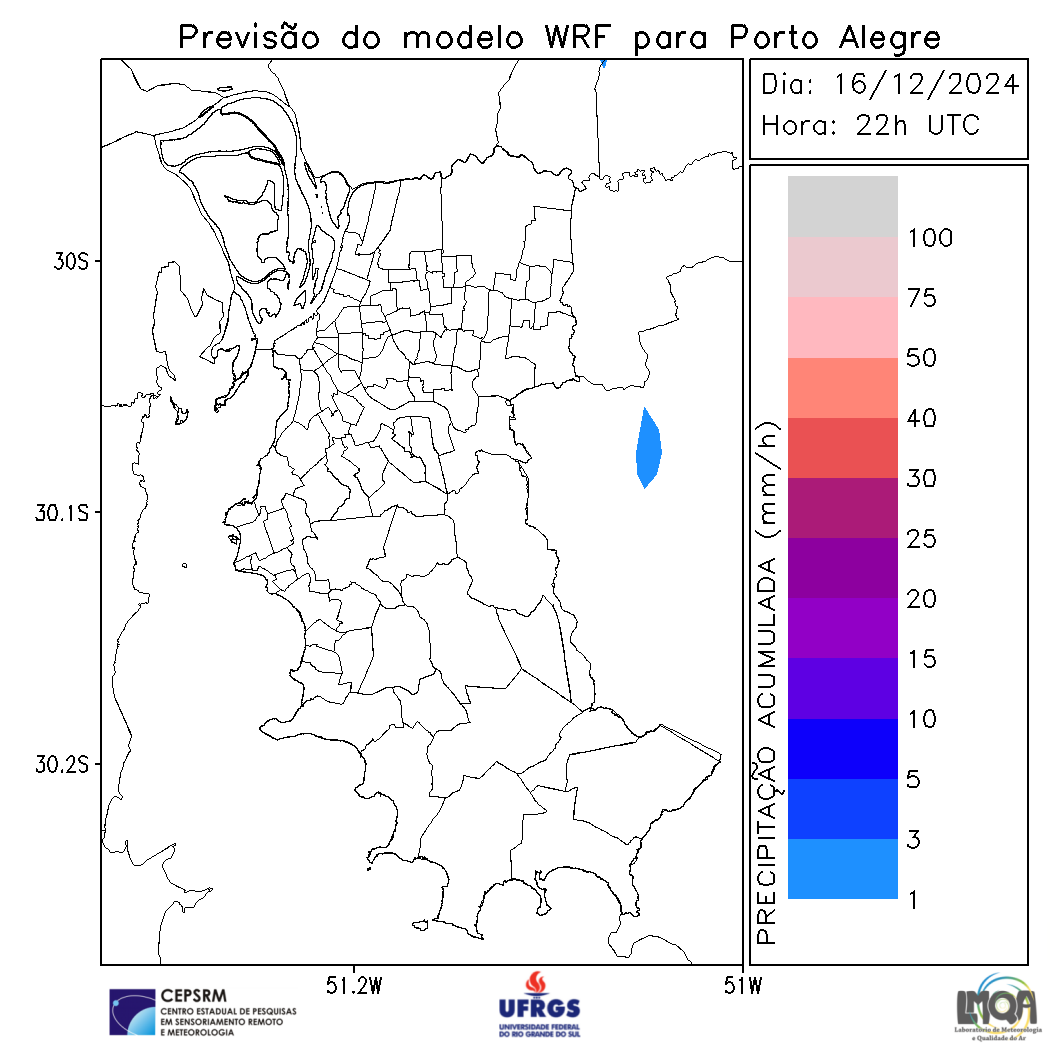 Previsão do modelo WRF para Porto Alegre
Dia: 16/12/2024
Hora: 22h UTC
30S
30.1S
30.2S
51.2W
51W
PRECIPITAÇÃO ACUMULADA (mm/h)
100
75
50
40
30
25
20
15
10
5
3
1
CEPSRM
CENTRO ESTADUAL DE PESQUISAS
EM SENSORIAMENTO REMOTO
E METEOROLOGIA
UFRGS
UNIVERSIDADE FEDERAL
DO RIO GRANDE DO SUL
LMQA
Laboratório de Meteorologia
e Qualidade do Ar